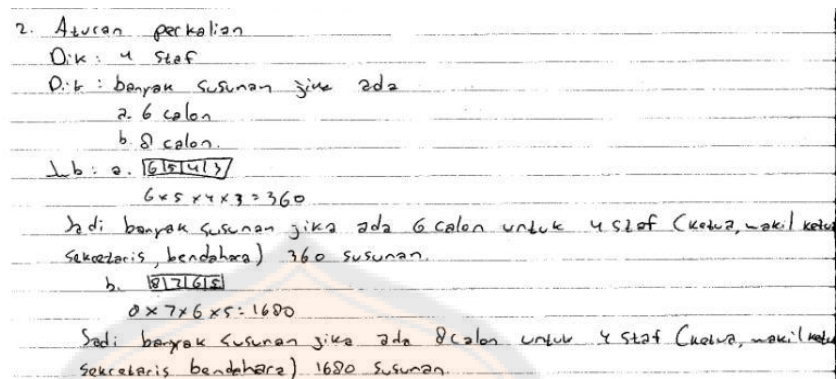 2. Aturan perkalian
Dik : 4 staf
Dit : banyak susunan jika ada
a. 6 calon
b. 8 calon.
Jb : a. |6|5|4|3|
6 x 5 x 4 x 3 = 360
Jadi banyak susunan jika ada 6 calon untuk 4 staf (ketua, wakil ketua
sekretaris, bendahara) 360 susunan.
b. |8|7|6|5|
8 x 7 x 6 x 5 = 1680
Jadi banyak susunan jika ada 8 calon untuk 4 staf (ketua, wakil ketua
sekretaris bendahara) 1680 susunan.